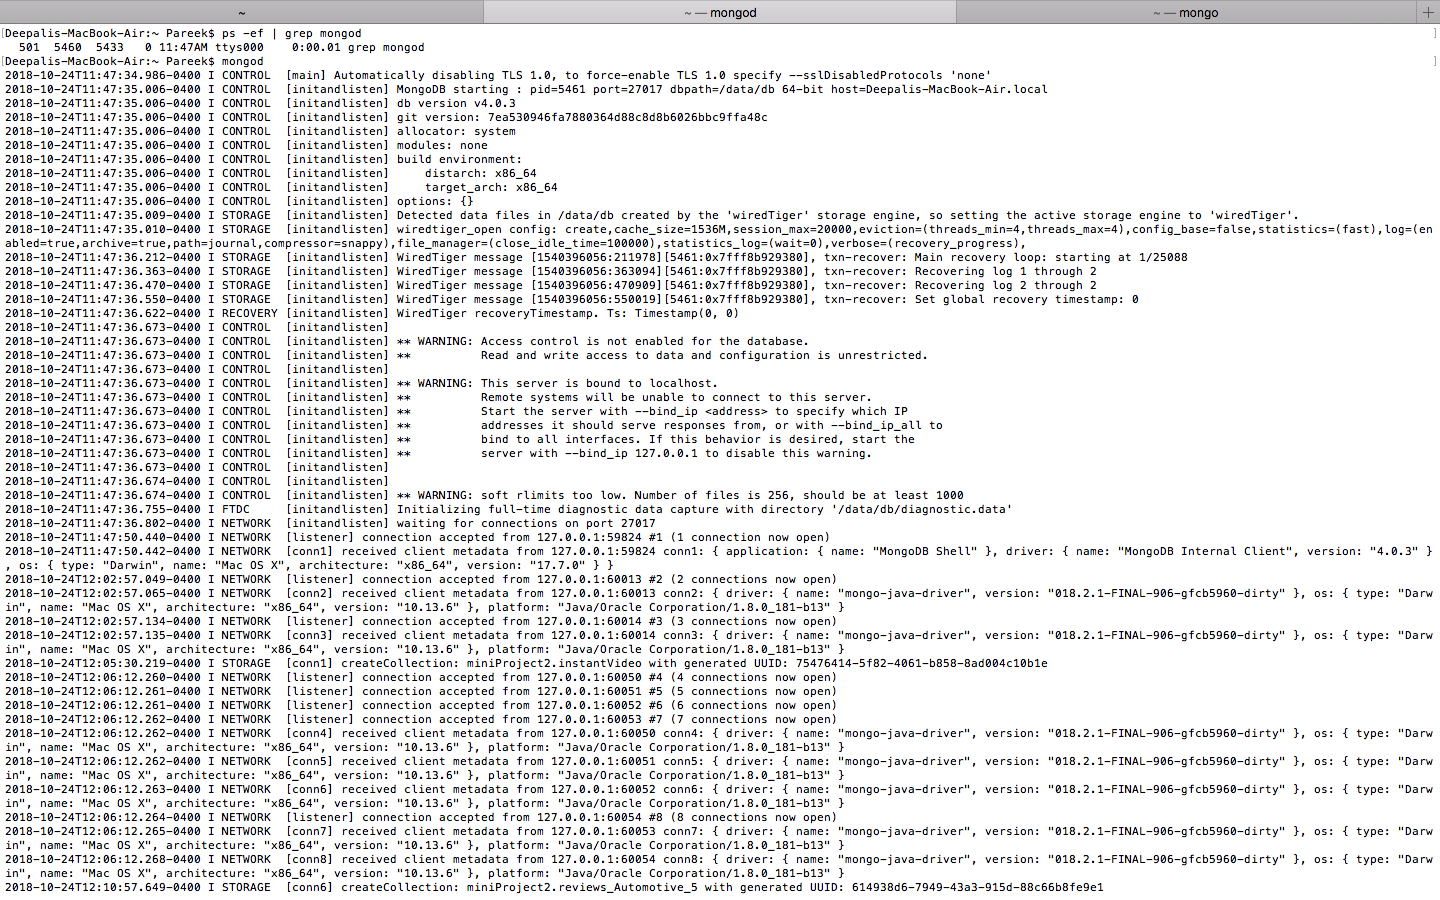 ~ ~ — mongod ~ — mongo +
[Deepalis-MacBook-Air:~ Pareek$ ps -ef | grep mongod ]
501 5460 5433 0 11:47AM ttys000 0:00.01 grep mongod
[Deepalis-MacBook-Air:~ Pareek$ mongod ]
2018-10-24T11:47:34.986-0400 I CONTROL [main] Automatically disabling TLS 1.0, to force-enable TLS 1.0 specify --sslDisabledProtocols 'none'
2018-10-24T11:47:35.006-0400 I CONTROL [initandlisten] MongoDB starting : pid=5461 port=27017 dbpath=/data/db 64-bit host=Deepalis-MacBook-Air.local
2018-10-24T11:47:35.006-0400 I CONTROL [initandlisten] db version v4.0.3
2018-10-24T11:47:35.006-0400 I CONTROL [initandlisten] git version: 7ea530946fa7880364d88c8d8b6026bbc9ffa48c
2018-10-24T11:47:35.006-0400 I CONTROL [initandlisten] allocator: system
2018-10-24T11:47:35.006-0400 I CONTROL [initandlisten] modules: none
2018-10-24T11:47:35.006-0400 I CONTROL [initandlisten] build environment:
2018-10-24T11:47:35.006-0400 I CONTROL [initandlisten] distarch: x86_64
2018-10-24T11:47:35.006-0400 I CONTROL [initandlisten] target_arch: x86_64
2018-10-24T11:47:35.006-0400 I CONTROL [initandlisten] options: {}
2018-10-24T11:47:35.009-0400 I STORAGE [initandlisten] Detected data files in /data/db created by the 'wiredTiger' storage engine, so setting the active storage engine to 'wiredTiger'.
2018-10-24T11:47:35.010-0400 I STORAGE [initandlisten] wiredtiger_open config: create,cache_size=1536M,session_max=20000,eviction=(threads_min=4,threads_max=4),config_base=false,statistics=(fast),log=(en
abled=true,archive=true,path=journal,compressor=snappy),file_manager=(close_idle_time=100000),statistics_log=(wait=0),verbose=(recovery_progress),
2018-10-24T11:47:36.212-0400 I STORAGE [initandlisten] WiredTiger message [1540396056:211978][5461:0x7fff8b929380], txn-recover: Main recovery loop: starting at 1/25088
2018-10-24T11:47:36.363-0400 I STORAGE [initandlisten] WiredTiger message [1540396056:363094][5461:0x7fff8b929380], txn-recover: Recovering log 1 through 2
2018-10-24T11:47:36.470-0400 I STORAGE [initandlisten] WiredTiger message [1540396056:470909][5461:0x7fff8b929380], txn-recover: Recovering log 2 through 2
2018-10-24T11:47:36.550-0400 I STORAGE [initandlisten] WiredTiger message [1540396056:550019][5461:0x7fff8b929380], txn-recover: Set global recovery timestamp: 0
2018-10-24T11:47:36.622-0400 I RECOVERY [initandlisten] WiredTiger recoveryTimestamp. Ts: Timestamp(0, 0)
2018-10-24T11:47:36.673-0400 I CONTROL [initandlisten]
2018-10-24T11:47:36.673-0400 I CONTROL [initandlisten] ** WARNING: Access control is not enabled for the database.
2018-10-24T11:47:36.673-0400 I CONTROL [initandlisten] ** Read and write access to data and configuration is unrestricted.
2018-10-24T11:47:36.673-0400 I CONTROL [initandlisten]
2018-10-24T11:47:36.673-0400 I CONTROL [initandlisten] ** WARNING: This server is bound to localhost.
2018-10-24T11:47:36.673-0400 I CONTROL [initandlisten] ** Remote systems will be unable to connect to this server.
2018-10-24T11:47:36.673-0400 I CONTROL [initandlisten] ** Start the server with --bind_ip <address> to specify which IP
2018-10-24T11:47:36.673-0400 I CONTROL [initandlisten] ** addresses it should serve responses from, or with --bind_ip_all to
2018-10-24T11:47:36.673-0400 I CONTROL [initandlisten] ** bind to all interfaces. If this behavior is desired, start the
2018-10-24T11:47:36.673-0400 I CONTROL [initandlisten] ** server with --bind_ip 127.0.0.1 to disable this warning.
2018-10-24T11:47:36.673-0400 I CONTROL [initandlisten]
2018-10-24T11:47:36.674-0400 I CONTROL [initandlisten]
2018-10-24T11:47:36.674-0400 I CONTROL [initandlisten] ** WARNING: soft rlimits too low. Number of files is 256, should be at least 1000
2018-10-24T11:47:36.755-0400 I FTDC [initandlisten] Initializing full-time diagnostic data capture with directory '/data/db/diagnostic.data'
2018-10-24T11:47:36.802-0400 I NETWORK [initandlisten] waiting for connections on port 27017
2018-10-24T11:47:50.440-0400 I NETWORK [listener] connection accepted from 127.0.0.1:59824 #1 (1 connection now open)
2018-10-24T11:47:50.442-0400 I NETWORK [conn1] received client metadata from 127.0.0.1:59824 conn1: { application: { name: "MongoDB Shell" }, driver: { name: "MongoDB Internal Client", version: "4.0.3" }
, os: { type: "Darwin", name: "Mac OS X", architecture: "x86_64", version: "17.7.0" } }
2018-10-24T12:02:57.049-0400 I NETWORK [listener] connection accepted from 127.0.0.1:60013 #2 (2 connections now open)
2018-10-24T12:02:57.065-0400 I NETWORK [conn2] received client metadata from 127.0.0.1:60013 conn2: { driver: { name: "mongo-java-driver", version: "018.2.1-FINAL-906-gfcb5960-dirty" }, os: { type: "Darw
in", name: "Mac OS X", architecture: "x86_64", version: "10.13.6" }, platform: "Java/Oracle Corporation/1.8.0_181-b13" }
2018-10-24T12:02:57.134-0400 I NETWORK [listener] connection accepted from 127.0.0.1:60014 #3 (3 connections now open)
2018-10-24T12:02:57.135-0400 I NETWORK [conn3] received client metadata from 127.0.0.1:60014 conn3: { driver: { name: "mongo-java-driver", version: "018.2.1-FINAL-906-gfcb5960-dirty" }, os: { type: "Darw
in", name: "Mac OS X", architecture: "x86_64", version: "10.13.6" }, platform: "Java/Oracle Corporation/1.8.0_181-b13" }
2018-10-24T12:05:30.219-0400 I STORAGE [conn1] createCollection: miniProject2.instantVideo with generated UUID: 75476414-5f82-4061-b858-8ad004c10b1e
2018-10-24T12:06:12.260-0400 I NETWORK [listener] connection accepted from 127.0.0.1:60050 #4 (4 connections now open)
2018-10-24T12:06:12.261-0400 I NETWORK [listener] connection accepted from 127.0.0.1:60051 #5 (5 connections now open)
2018-10-24T12:06:12.261-0400 I NETWORK [listener] connection accepted from 127.0.0.1:60052 #6 (6 connections now open)
2018-10-24T12:06:12.262-0400 I NETWORK [listener] connection accepted from 127.0.0.1:60053 #7 (7 connections now open)
2018-10-24T12:06:12.262-0400 I NETWORK [conn4] received client metadata from 127.0.0.1:60050 conn4: { driver: { name: "mongo-java-driver", version: "018.2.1-FINAL-906-gfcb5960-dirty" }, os: { type: "Darw
in", name: "Mac OS X", architecture: "x86_64", version: "10.13.6" }, platform: "Java/Oracle Corporation/1.8.0_181-b13" }
2018-10-24T12:06:12.262-0400 I NETWORK [conn5] received client metadata from 127.0.0.1:60051 conn5: { driver: { name: "mongo-java-driver", version: "018.2.1-FINAL-906-gfcb5960-dirty" }, os: { type: "Darw
in", name: "Mac OS X", architecture: "x86_64", version: "10.13.6" }, platform: "Java/Oracle Corporation/1.8.0_181-b13" }
2018-10-24T12:06:12.263-0400 I NETWORK [conn6] received client metadata from 127.0.0.1:60052 conn6: { driver: { name: "mongo-java-driver", version: "018.2.1-FINAL-906-gfcb5960-dirty" }, os: { type: "Darw
in", name: "Mac OS X", architecture: "x86_64", version: "10.13.6" }, platform: "Java/Oracle Corporation/1.8.0_181-b13" }
2018-10-24T12:06:12.264-0400 I NETWORK [listener] connection accepted from 127.0.0.1:60054 #8 (8 connections now open)
2018-10-24T12:06:12.265-0400 I NETWORK [conn7] received client metadata from 127.0.0.1:60053 conn7: { driver: { name: "mongo-java-driver", version: "018.2.1-FINAL-906-gfcb5960-dirty" }, os: { type: "Darw
in", name: "Mac OS X", architecture: "x86_64", version: "10.13.6" }, platform: "Java/Oracle Corporation/1.8.0_181-b13" }
2018-10-24T12:06:12.268-0400 I NETWORK [conn8] received client metadata from 127.0.0.1:60054 conn8: { driver: { name: "mongo-java-driver", version: "018.2.1-FINAL-906-gfcb5960-dirty" }, os: { type: "Darw
in", name: "Mac OS X", architecture: "x86_64", version: "10.13.6" }, platform: "Java/Oracle Corporation/1.8.0_181-b13" }
2018-10-24T12:10:57.649-0400 I STORAGE [conn6] createCollection: miniProject2.reviews_Automotive_5 with generated UUID: 614938d6-7949-43a3-915d-88c66b8fe9e1